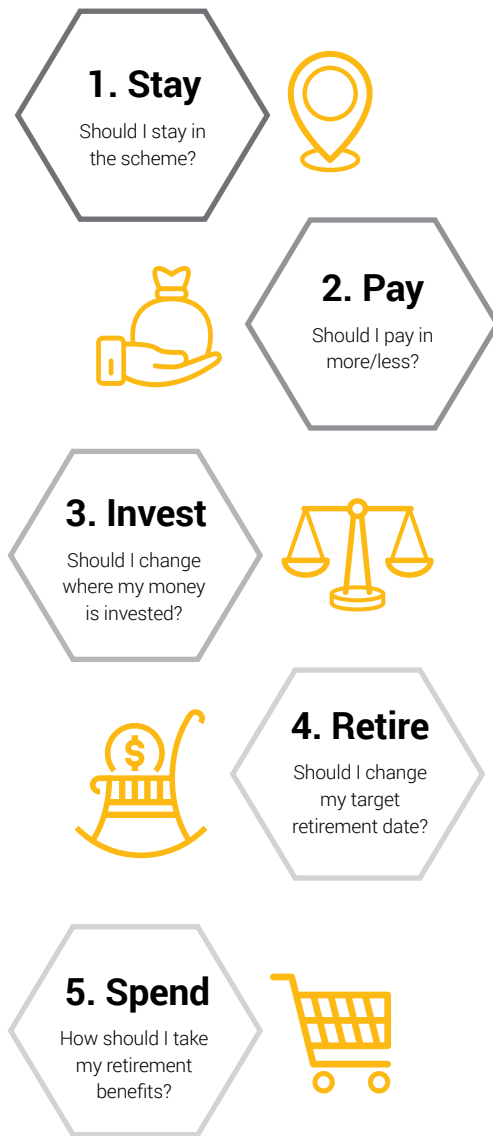 1. Stay
Should I stay in
the scheme?
2. Pay
Should I pay in
more/less?
3. Invest
Should I change
where my money
is invested?
$
4. Retire
Should I change
my target
retirement date?
5. Spend
How should I take
my retirement
benefits?